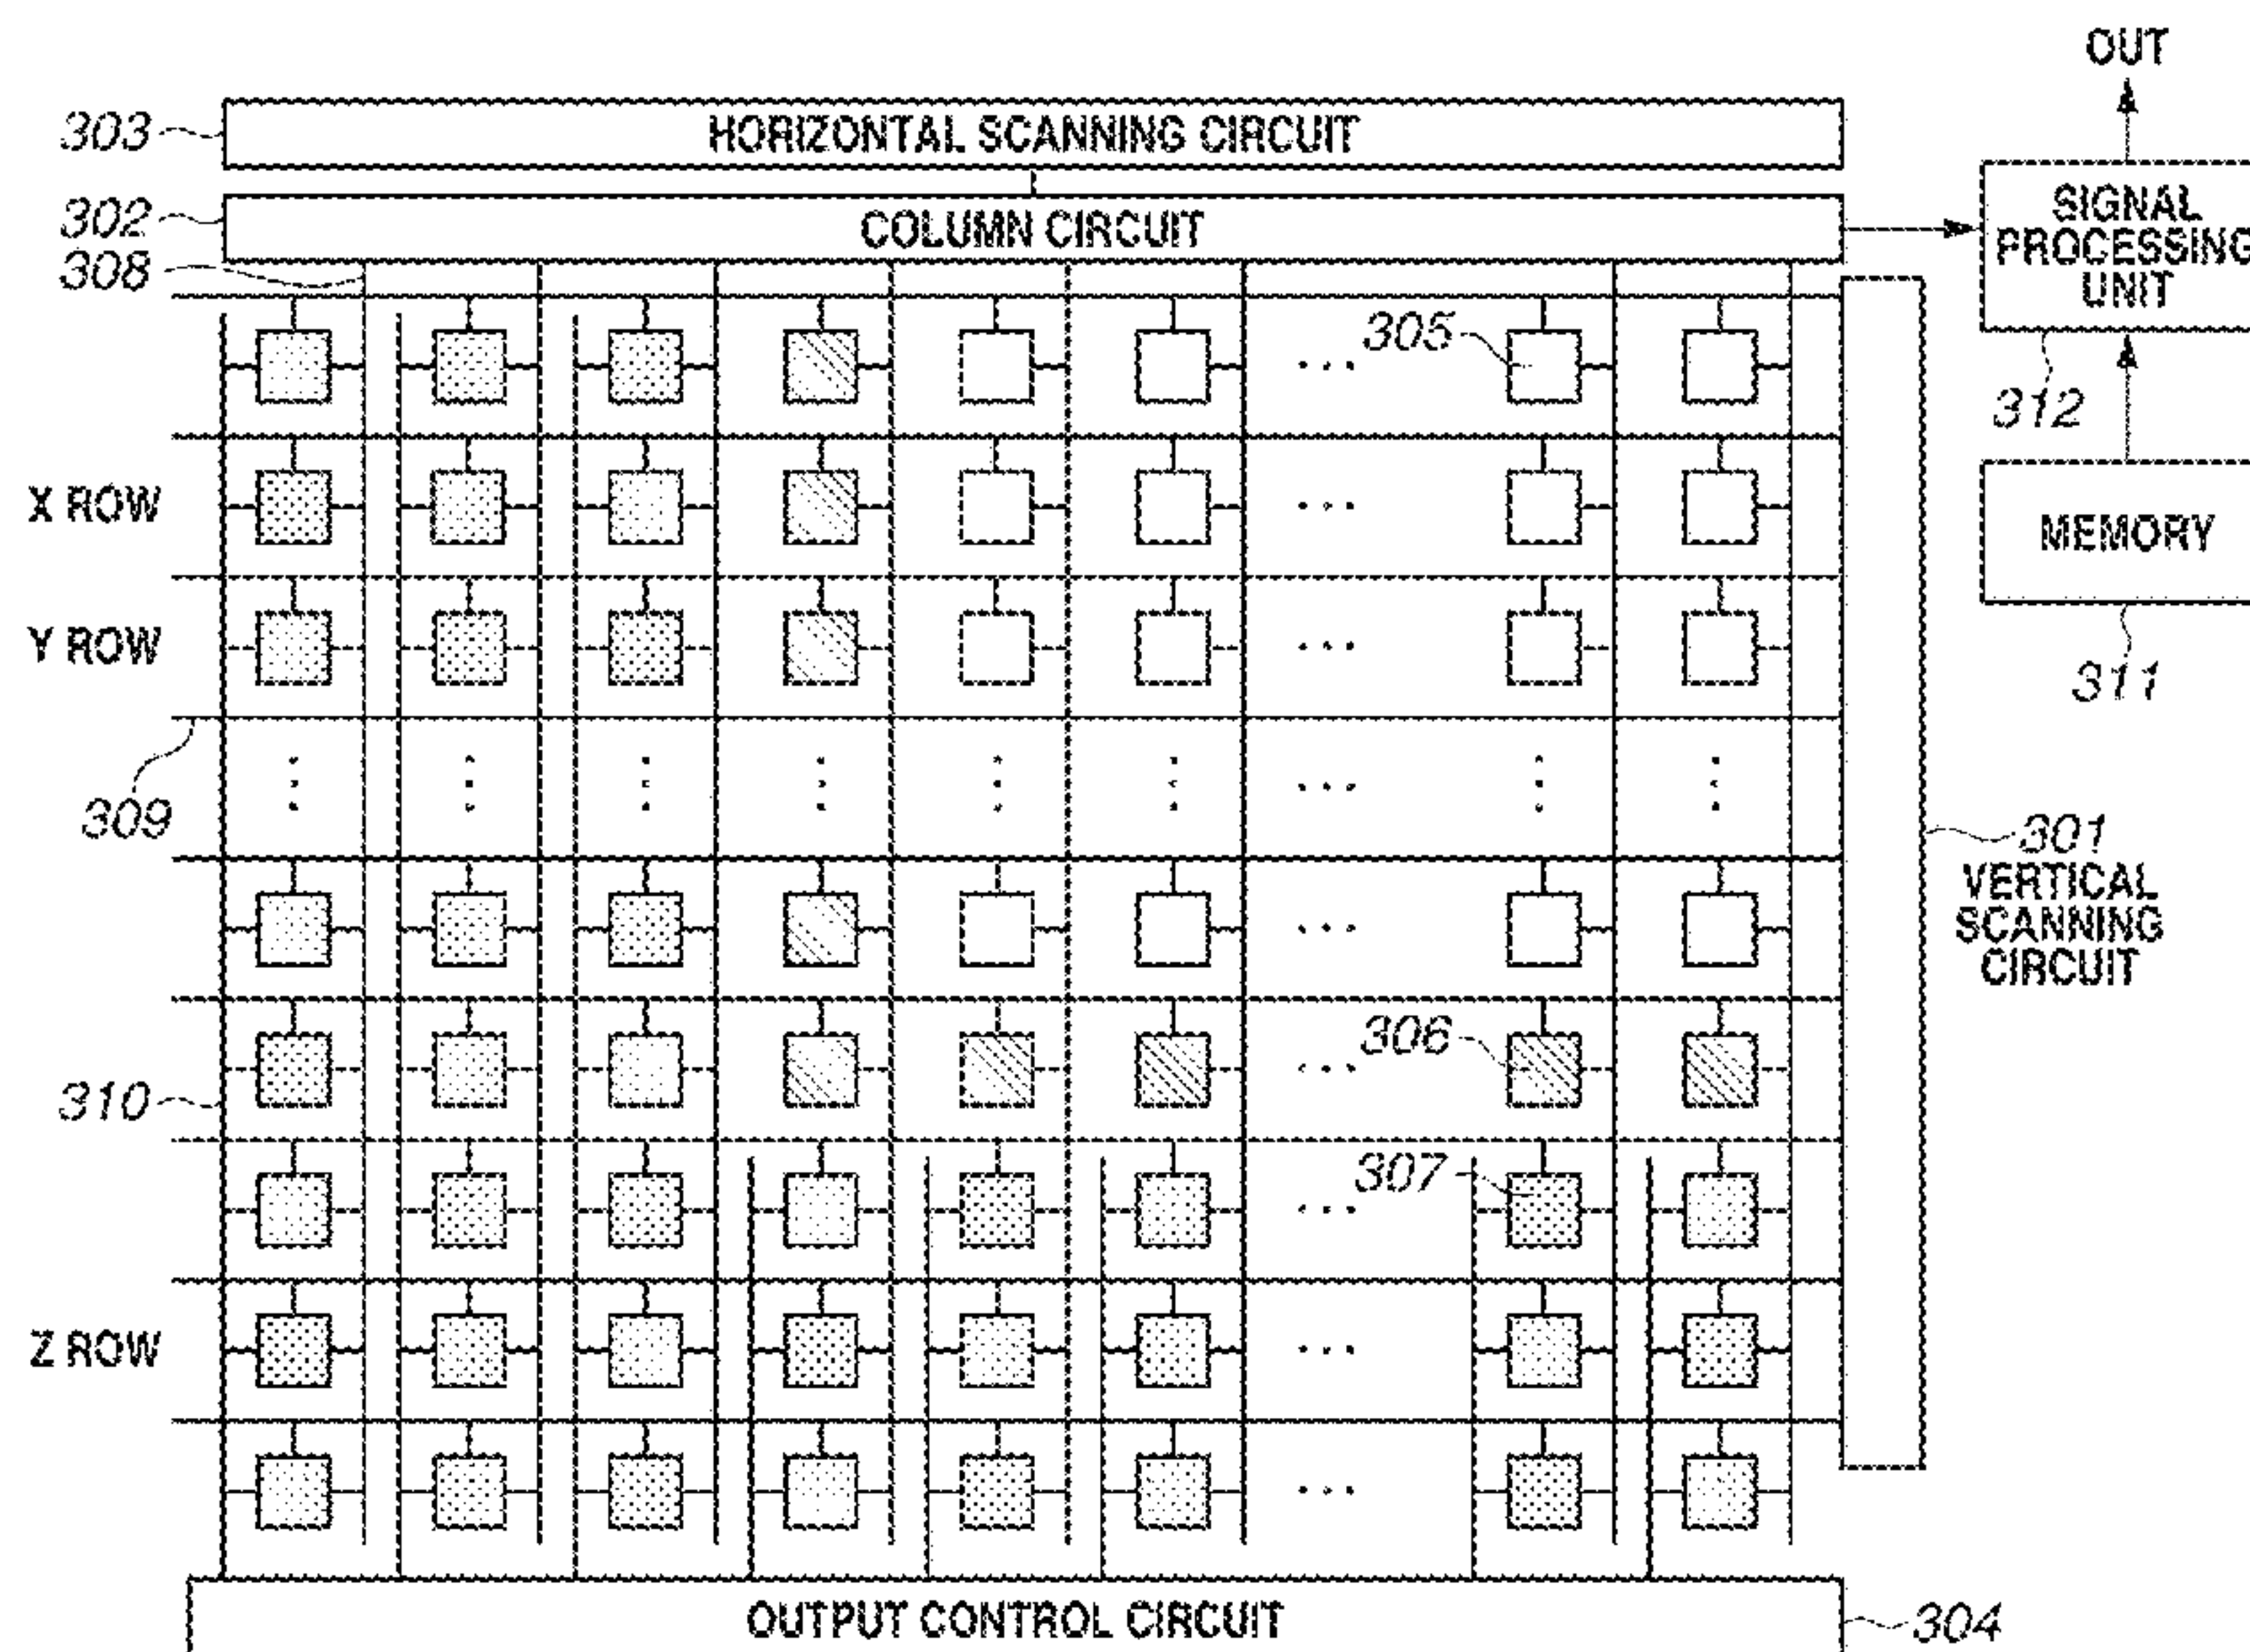 OUT
303
HORIZONTAL SCANNING CIRCUIT
302
COLUMN CIRCUIT
SIGNAL
PROCESSING
UNIT
308
305
312
X ROW
MEMORY
Y ROW
311
309
301
VERTICAL
SCANNING
CIRCUIT
306
310
307
Z ROW
OUTPUT CONTROL CIRCUIT
304